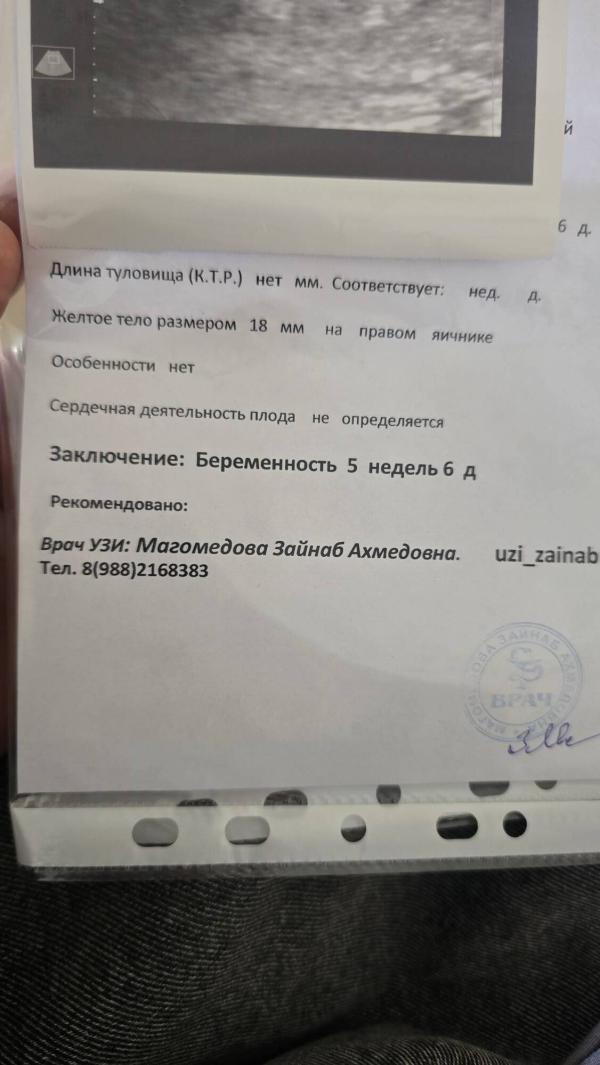 й
6 д.
Длина туловища (К.Т.Р.) нет мм. Соответствует: нед. д.
Желтое тело размером 18 мм на правом яичнике
Особенности нет
Сердечная деятельность плода не определяется
Заключение: Беременность 5 недель 6 д
Рекомендовано:
Врач УЗИ: Магомедова Зайнаб Ахмедовна. uzi_zainab
Тел. 8(988)2168383
ВРАЧ